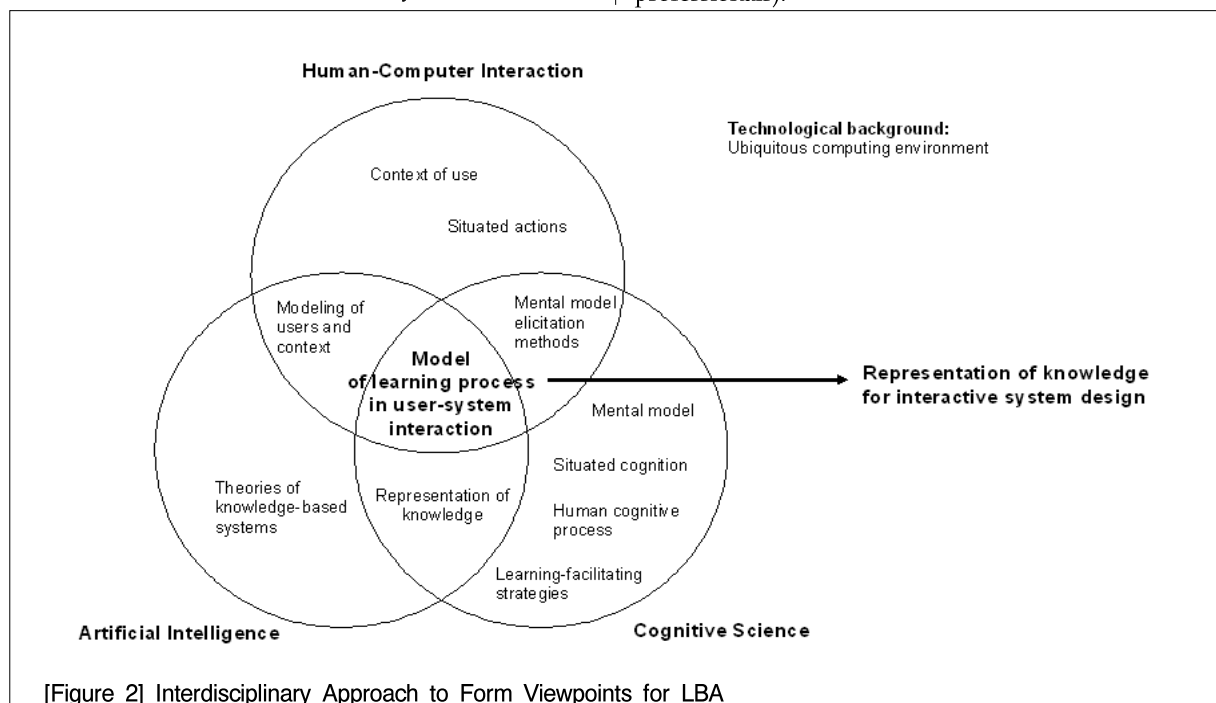 Human-Computer Interaction
Technological background:
Ubiquitous computing environment
Context of use
Situated actions
Modeling of
users and
context
Mental model
elicitation
methods
Model
of learning process
in user-system
interaction
Representation of knowledge
for interactive system design
Mental model
Situated cognition
Human cognitive
process
Learning-facilitating
strategies
Theories of
knowledge-based
systems
Representation of
knowledge
Artificial Intelligence
Cognitive Science
[Figure 2] Interdisciplinary Approach to Form Viewpoints for LBA